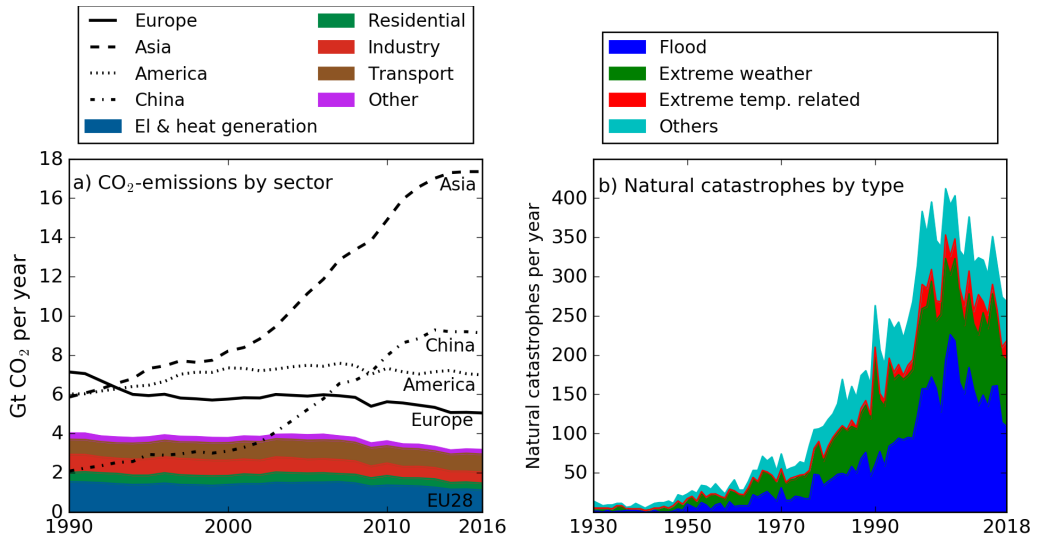 Europe
Asia
America
China
El & heat generation
Residential
Industry
Transport
Other
Flood
Extreme weather
Extreme temp. related
Others
a) CO₂-emissions by sector
Gt CO₂ per year
18
16
14
12
10
8
6
4
2
0
1990
2000
2010
2016
Asia
China
America
Europe
EU28
b) Natural catastrophes by type
Natural catastrophes per year
400
350
300
250
200
150
100
50
1930
1950
1970
1990
2018